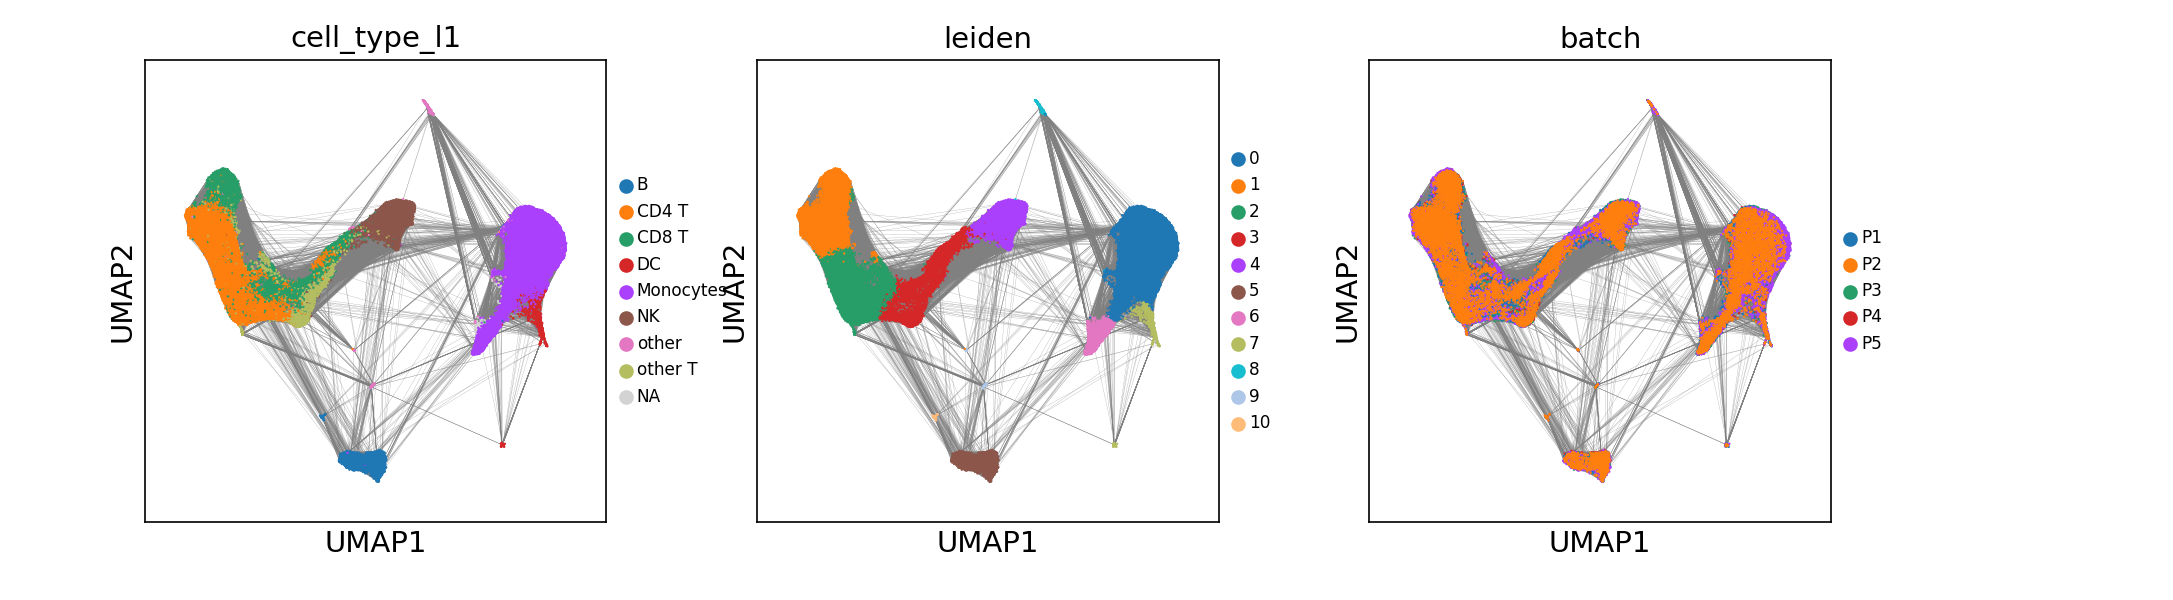 cell_type_l1
UMAP2
UMAP1
B
CD4 T
CD8 T
DC
Monocytes
NK
other
other T
NA
leiden
UMAP2
UMAP1
0
1
2
3
4
5
6
7
8
9
10
batch
UMAP2
UMAP1
P1
P2
P3
P4
P5